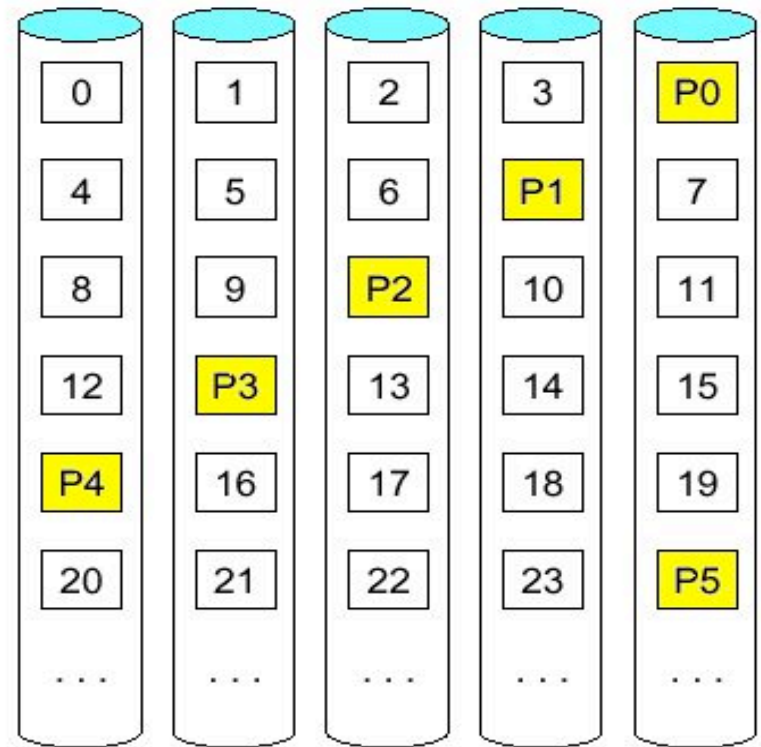 0 1 2 3 P0
4 5 6 P1 7
8 9 P2 10 11
12 P3 13 14 15
P4 16 17 18 19
20 21 22 23 P5
. . . . . . . . . . . . . . .